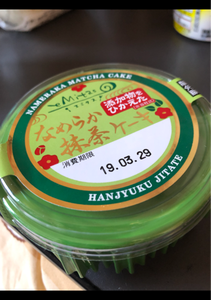 NAMERAKA MATCHA CAKE
添加物を
ひかえた
の
なめらか
抹茶ケーキ
消費期限
19.03.29
HANJYUKU JITATE